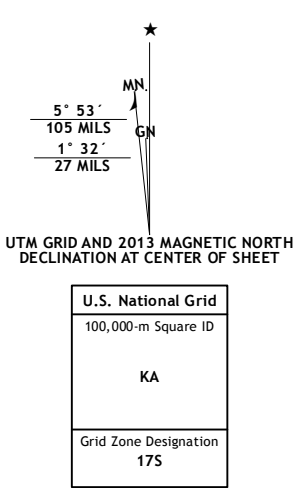 ★
MN.
5° 53´
105 MILS
GN
1° 32´
27 MILS
UTM GRID AND 2013 MAGNETIC NORTH
DECLINATION AT CENTER OF SHEET
U.S. National Grid
100,000-m Square ID
KA
Grid Zone Designation
17S